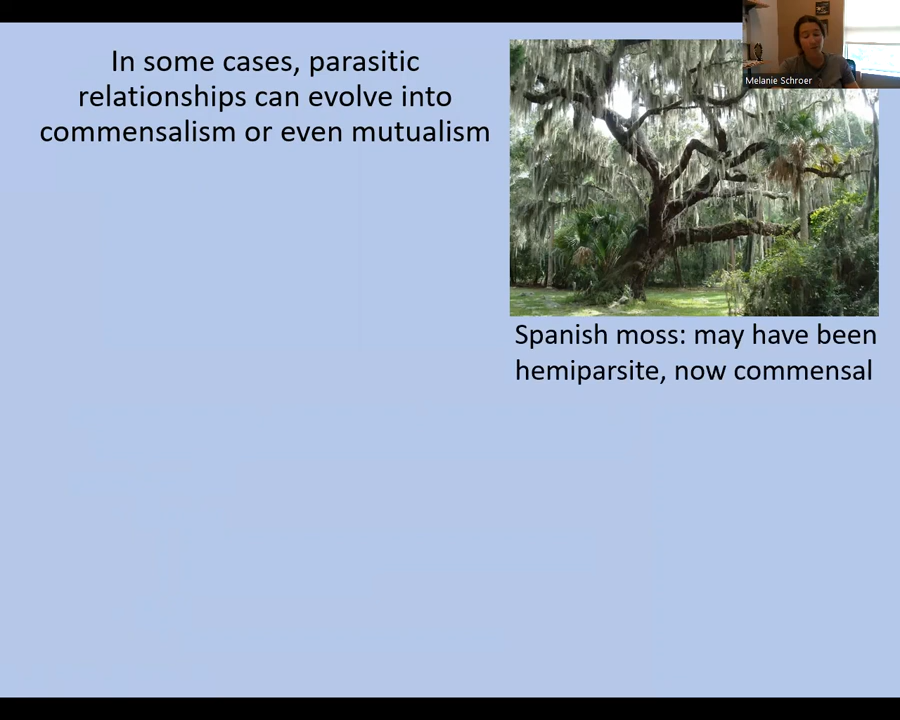 In some cases, parasitic
relationships can evolve into
commensalism or even mutualism
Melanie Schroer
Spanish moss: may have been
hemiparsite, now commensal